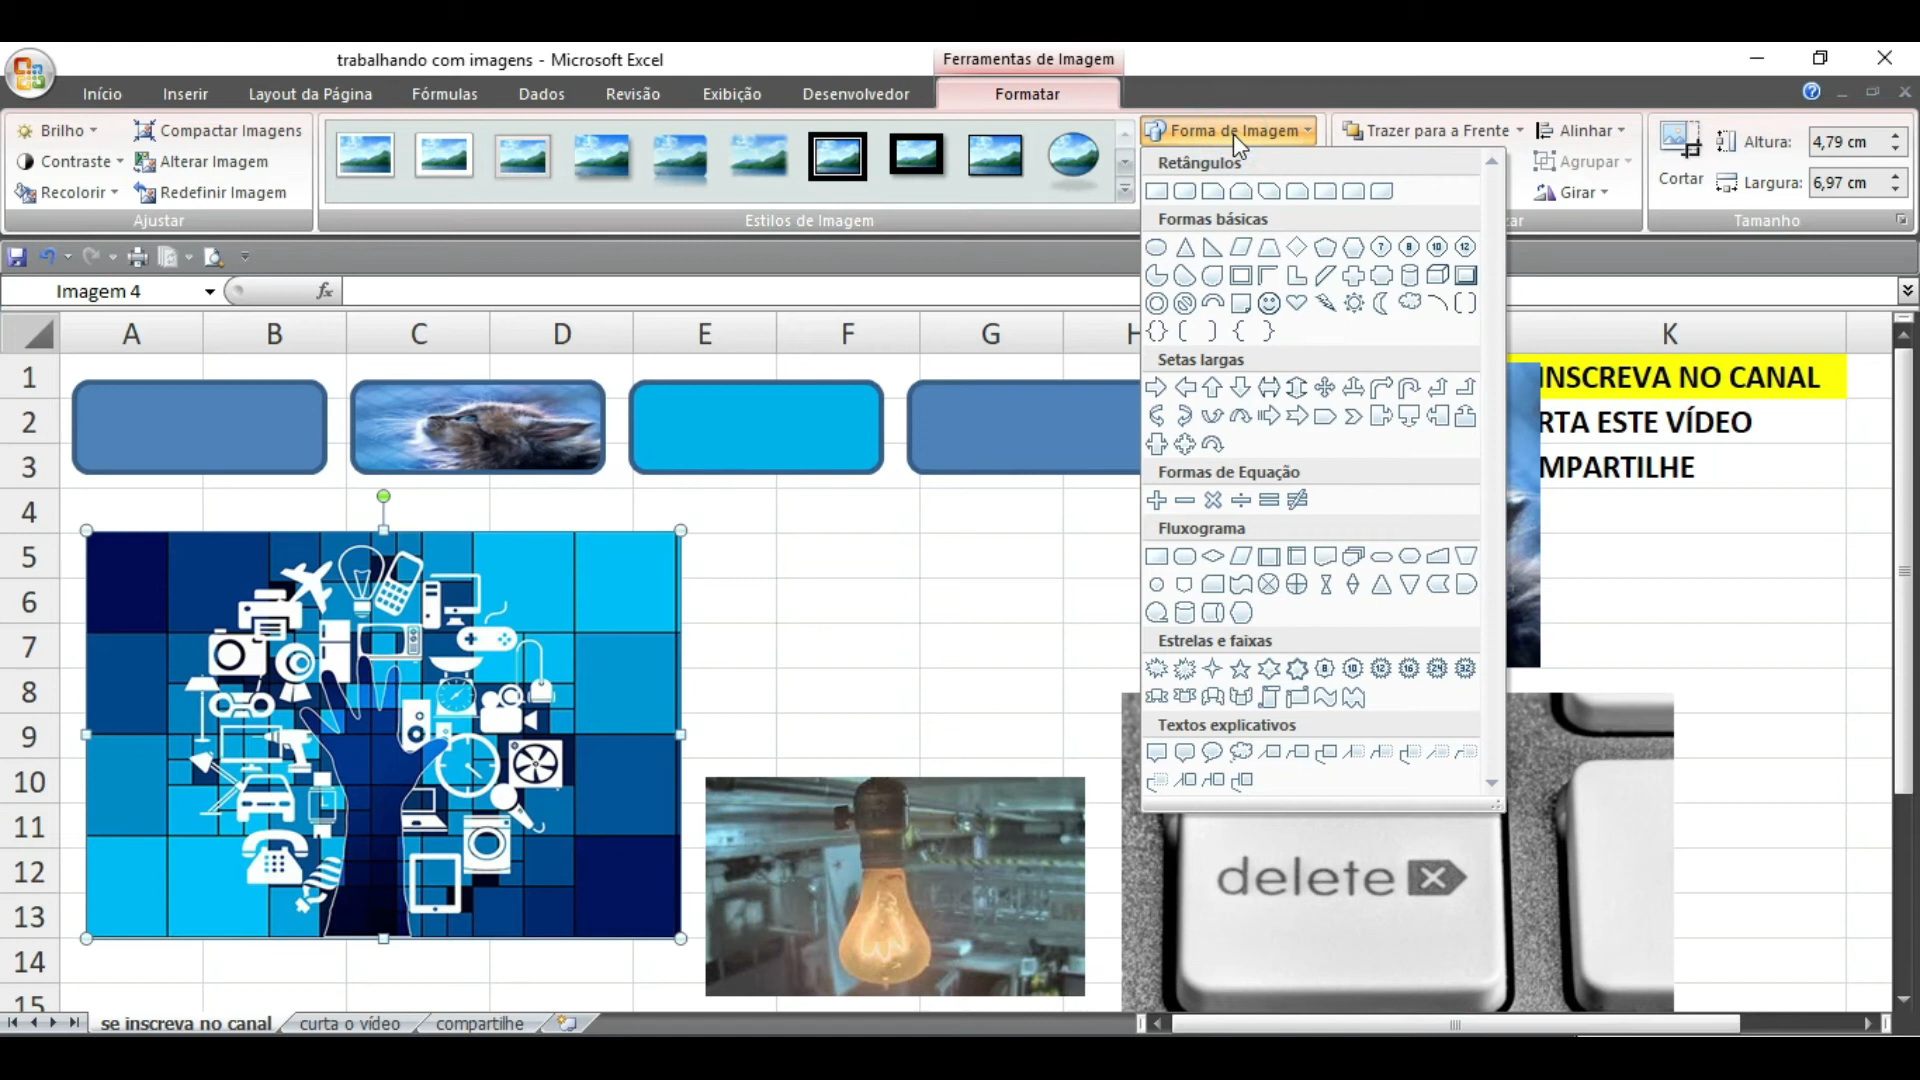 trabalhando com imagens - Microsoft Excel
Ferramentas de Imagem
Início Inserir Layout da Página Fórmulas Dados Revisão Exibição Desenvolvedor Formatar
Brilho Compactar Imagens
Contraste Alterar Imagem
Recolorir Redefinir Imagem
Ajustar
Estilos de Imagem
Forma de Imagem
Trazer para a Frente Alinhar
Agrupar
Girar
Cortar
Altura: 4,79 cm
Largura: 6,97 cm
Tamanho
Retângulos
Formas básicas
Setas largas
Formas de Equação
Fluxograma
Estrelas e faixas
Textos explicativos
Imagem 4
fx
A B C D E F G H K
1
2
3
4
5
6
7
8
9
10
11
12
13
14
15
INSCREVA NO CANAL
RTA ESTE VÍDEO
MPARTILHE
delete
se inscreva no canal curta o vídeo compartilhe